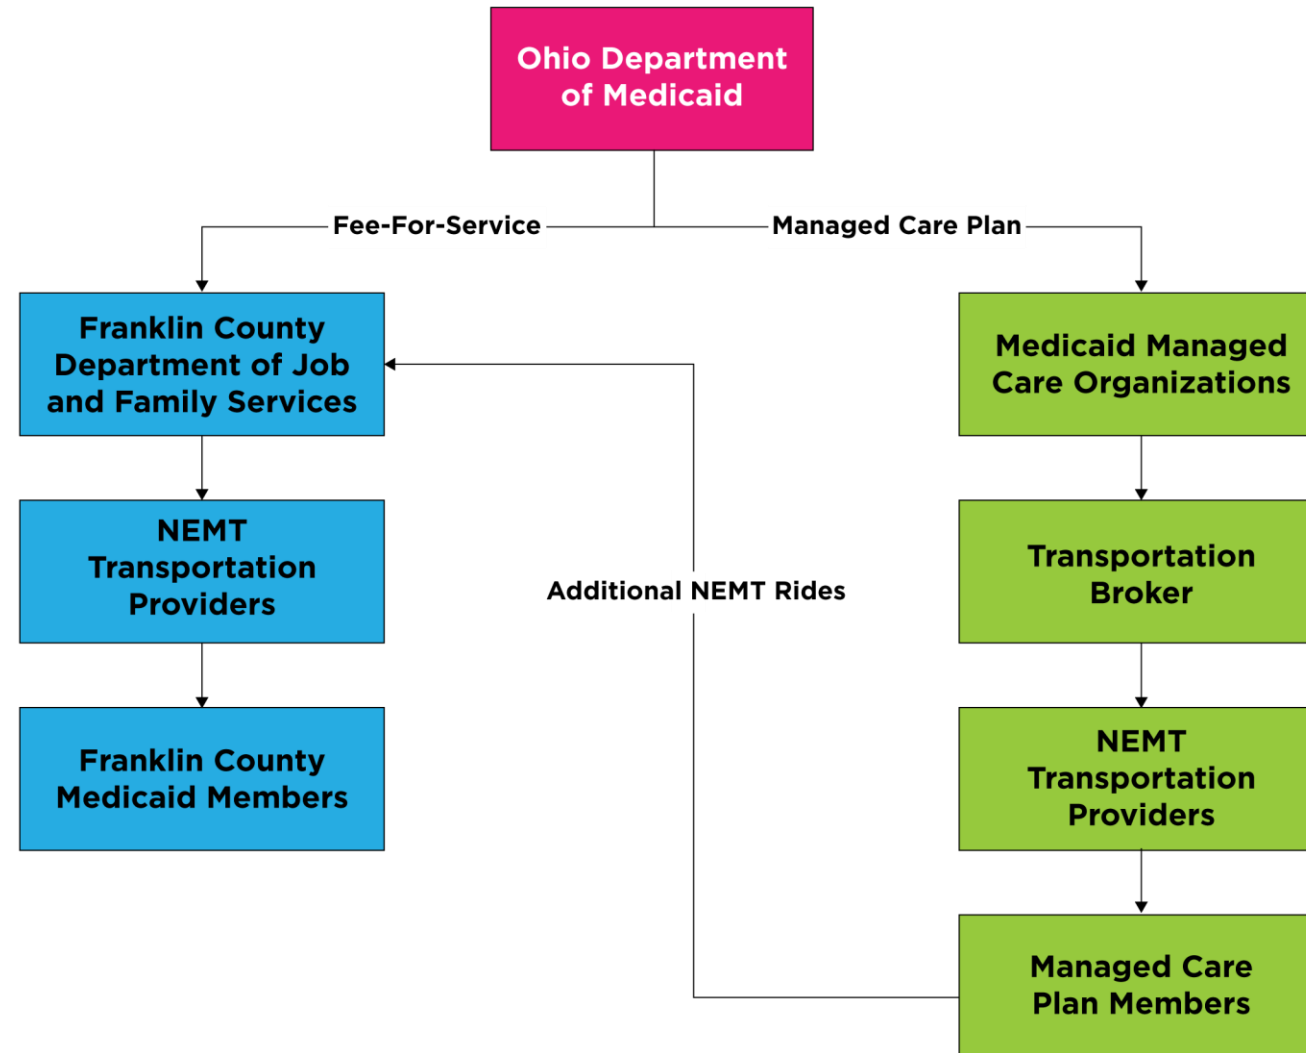 Ohio Department
of Medicaid
Fee-For-Service
Managed Care Plan
Franklin County
Department of Job
and Family Services
Medicaid Managed
Care Organizations
NEMT
Transportation
Providers
Transportation
Broker
Additional NEMT Rides
Franklin County
Medicaid Members
NEMT
Transportation
Providers
Managed Care
Plan Members